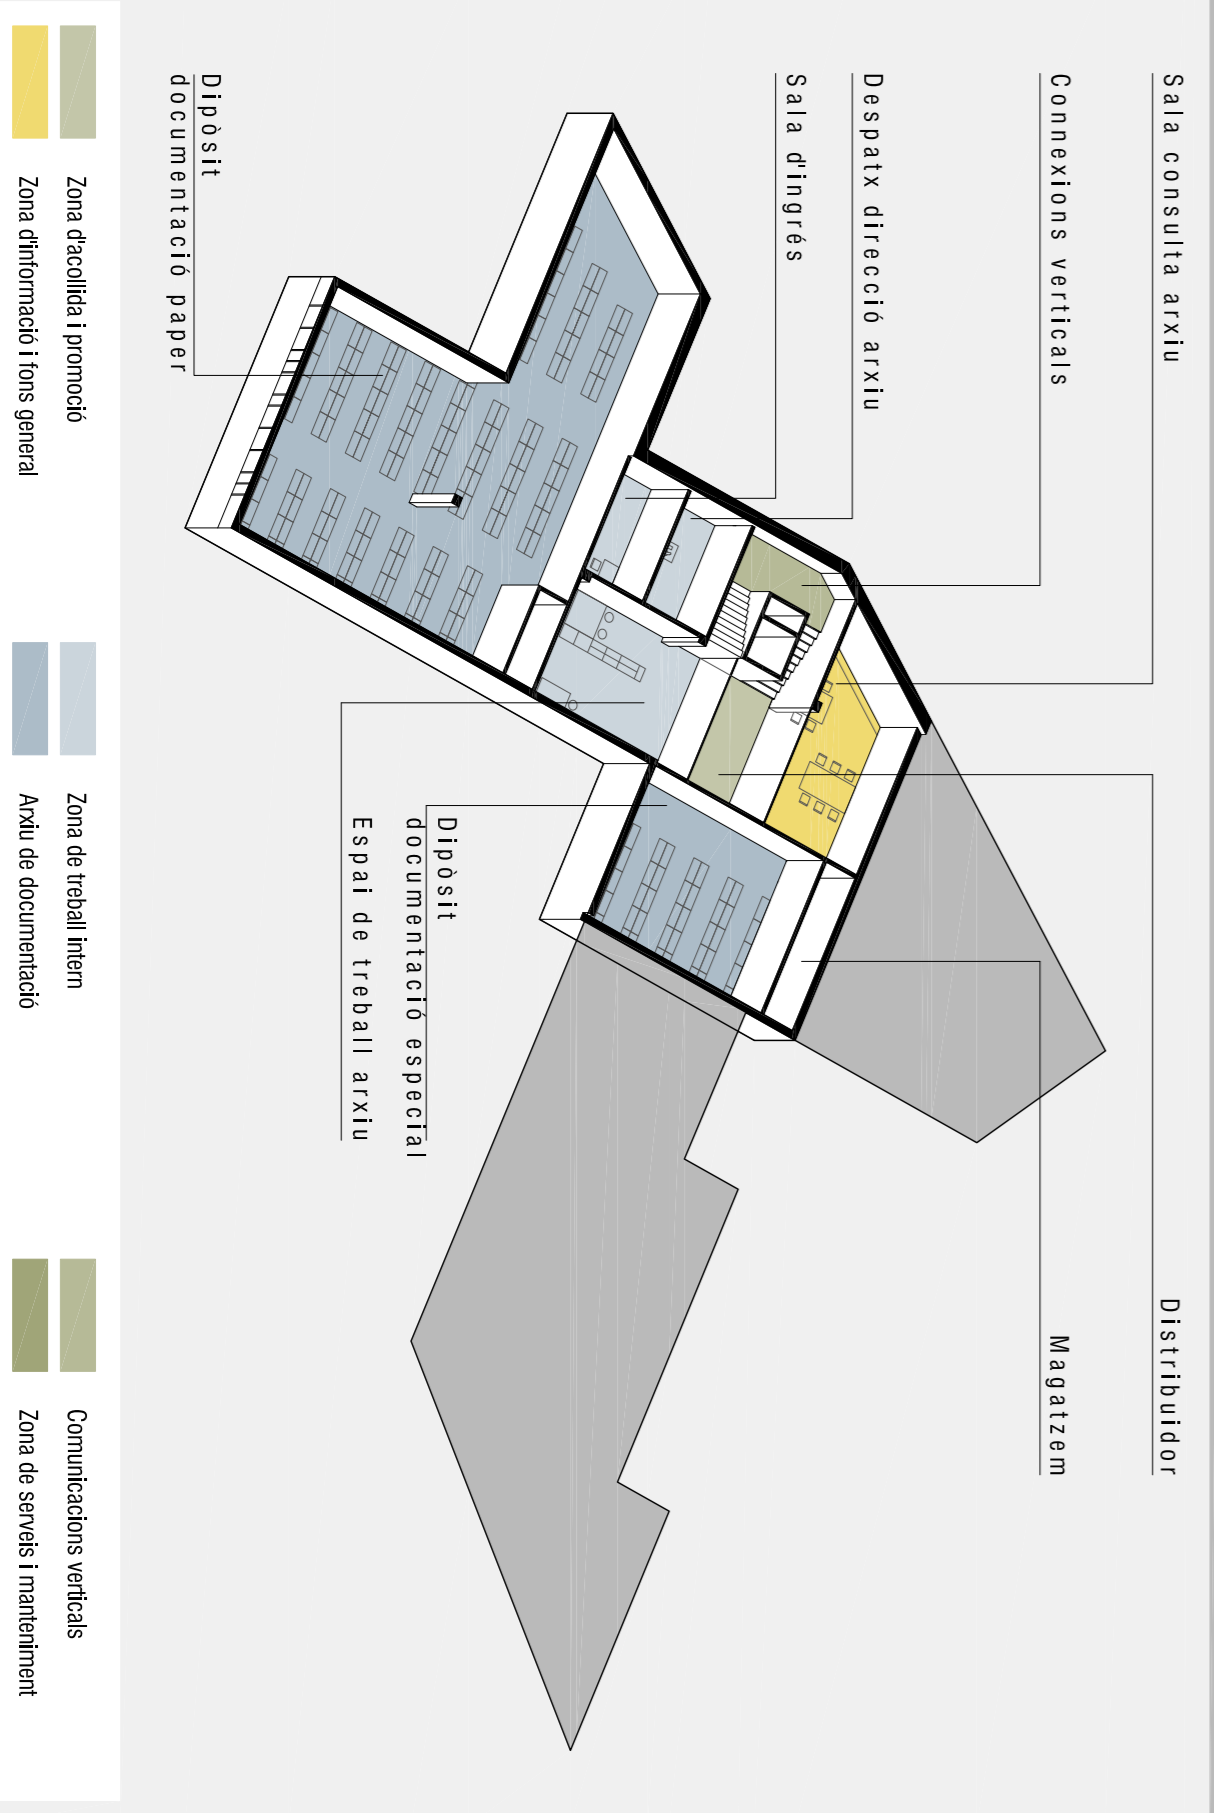 Sala consulta arxiu
Connexions verticals
Despatx direcció arxiu
Sala d'ingrés
Distribuidor
Magatzem
Dipòsit
documentació paper
Dipòsit
documentació especial
Espai de treball arxiu
Zona d'acollida i promoció
Zona d'informació i fons general
Zona de treball intern
Arxiu de documentació
Comunicacions verticals
Zona de serveis i manteniment